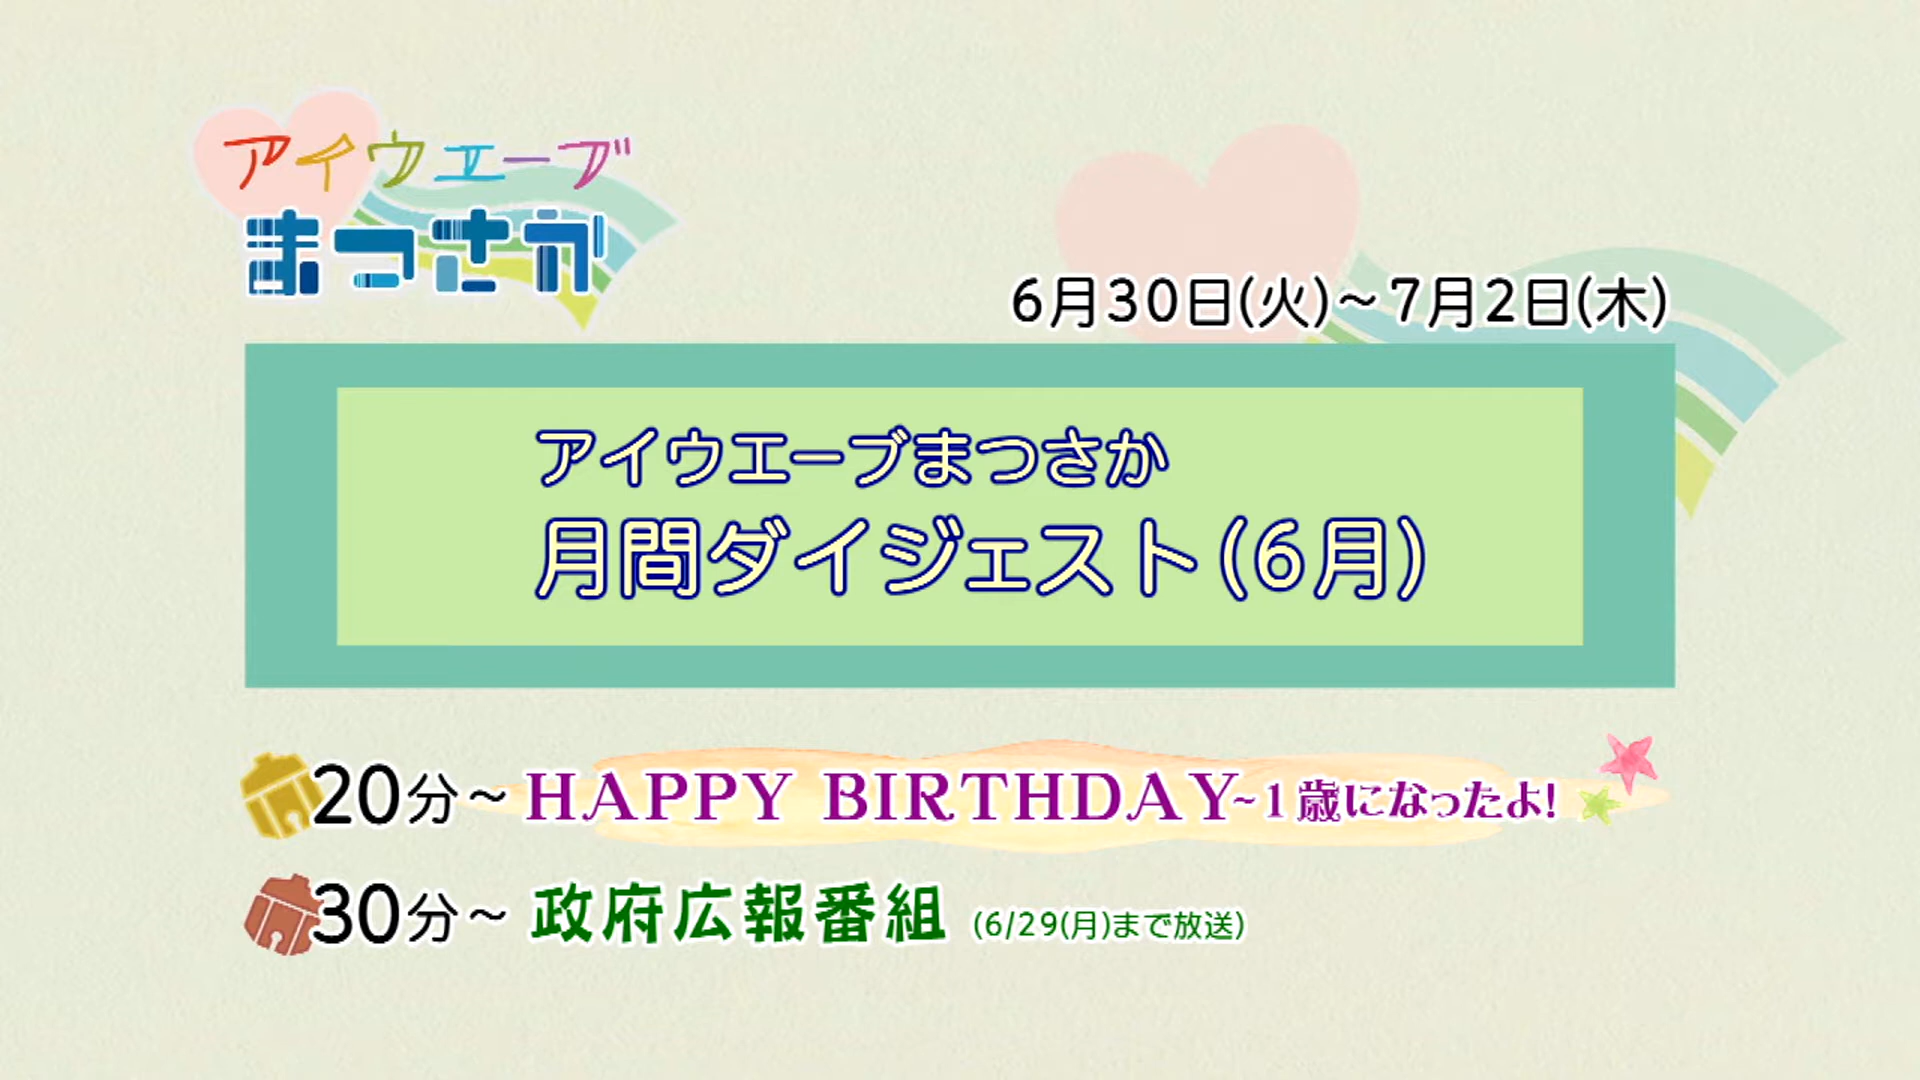 アイウエーブ
まつさか
6月30日(火)～7月2日(木)
アイウエーブまつさか
月間ダイジェスト(6月)
20分～HAPPY BIRTHDAY~1歳になったよ!
30分～政府広報番組 (6/29(月)まで放送)